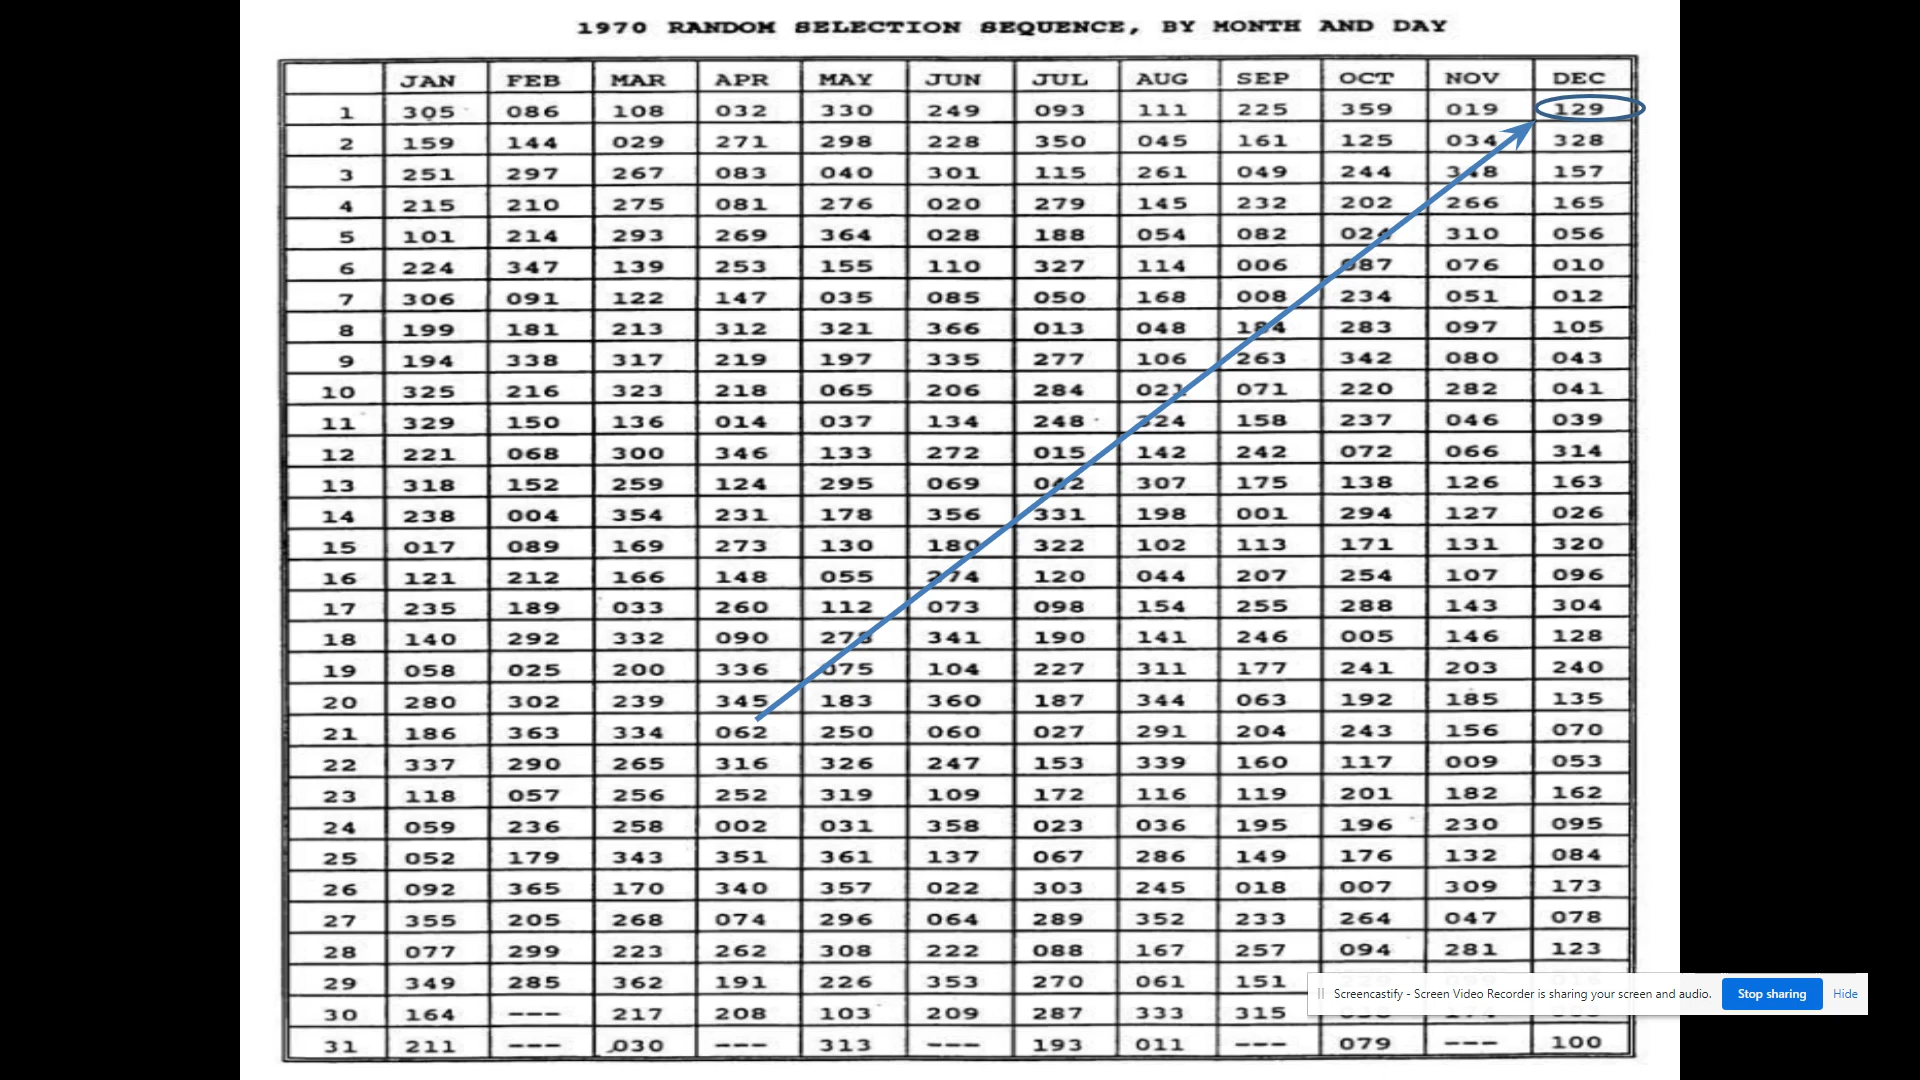 1970 RANDOM SELECTION SEQUENCE, BY MONTH AND DAY
JAN FEB MAR APR MAY JUN JUL AUG SEP OCT NOV DEC
1 305 086 108 032 330 249 093 111 225 359 019 129
2 159 144 029 271 298 228 350 045 161 125 034 328
3 251 297 267 083 040 301 115 261 049 244 348 157
4 215 210 275 081 276 020 279 145 232 202 266 165
5 101 214 293 269 364 028 188 054 082 024 310 056
6 224 347 139 253 155 110 327 114 006 087 076 010
7 306 091 122 147 035 085 050 168 008 234 051 012
8 199 181 213 312 321 366 013 048 184 283 097 105
9 194 338 317 219 197 335 277 106 263 342 080 043
10 325 216 323 218 065 206 284 021 071 220 282 041
11 329 150 136 014 037 134 248 324 158 237 046 039
12 221 068 300 346 133 272 015 142 242 072 066 314
13 318 152 259 124 295 069 042 307 175 138 126 163
14 238 004 354 231 178 356 331 198 001 294 127 026
15 017 089 169 273 130 180 322 102 113 171 131 320
16 121 212 166 148 055 274 120 044 207 254 107 096
17 235 189 033 260 112 073 098 154 255 288 143 304
18 140 292 332 090 278 341 190 141 246 005 146 128
19 058 025 200 336 075 104 227 311 177 241 203 240
20 280 302 239 345 183 360 187 344 063 192 185 135
21 186 363 334 062 250 060 027 291 204 243 156 070
22 337 290 265 316 326 247 153 339 160 117 009 053
23 118 057 256 252 319 109 172 116 119 201 182 162
24 059 236 258 002 031 358 023 036 195 196 230 095
25 052 179 343 351 361 137 067 286 149 176 132 084
26 092 365 170 340 357 022 303 245 018 007 309 173
27 355 205 268 074 296 064 289 352 233 264 047 078
28 077 299 223 262 308 222 088 167 257 094 281 123
29 349 285 362 191 226 353 270 061 151
Screencastify - Screen Video Recorder is sharing your screen and audio. Stop sharing Hide
30 164 --- 217 208 103 209 287 333 315
31 211 --- 030 --- 313 --- 193 011 --- 079 --- 100